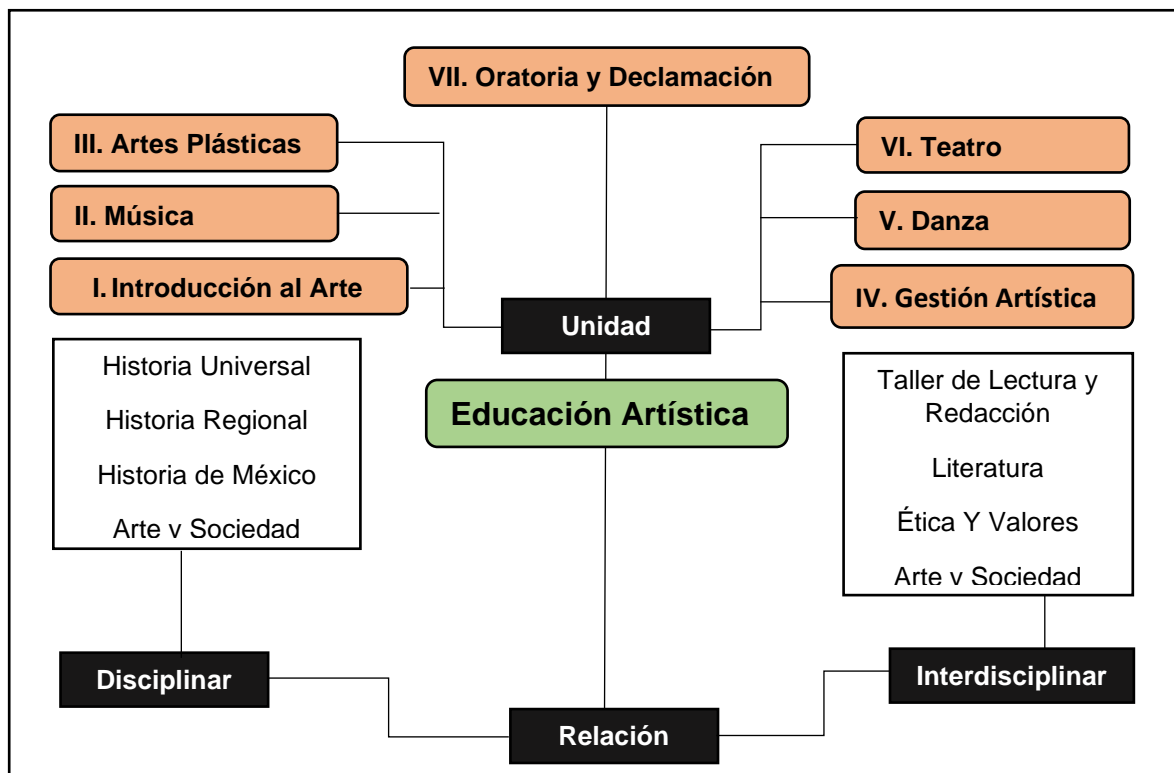 VII. Oratoria y Declamación
III. Artes Plásticas
VI. Teatro
II. Música
V. Danza
I. Introducción al Arte
IV. Gestión Artística
Unidad
Historia Universal
Historia Regional
Historia de México
Arte y Sociedad
Educación Artística
Taller de Lectura y
Redacción
Literatura
Ética Y Valores
Arte y Sociedad
Disciplinar
Interdisciplinar
Relación